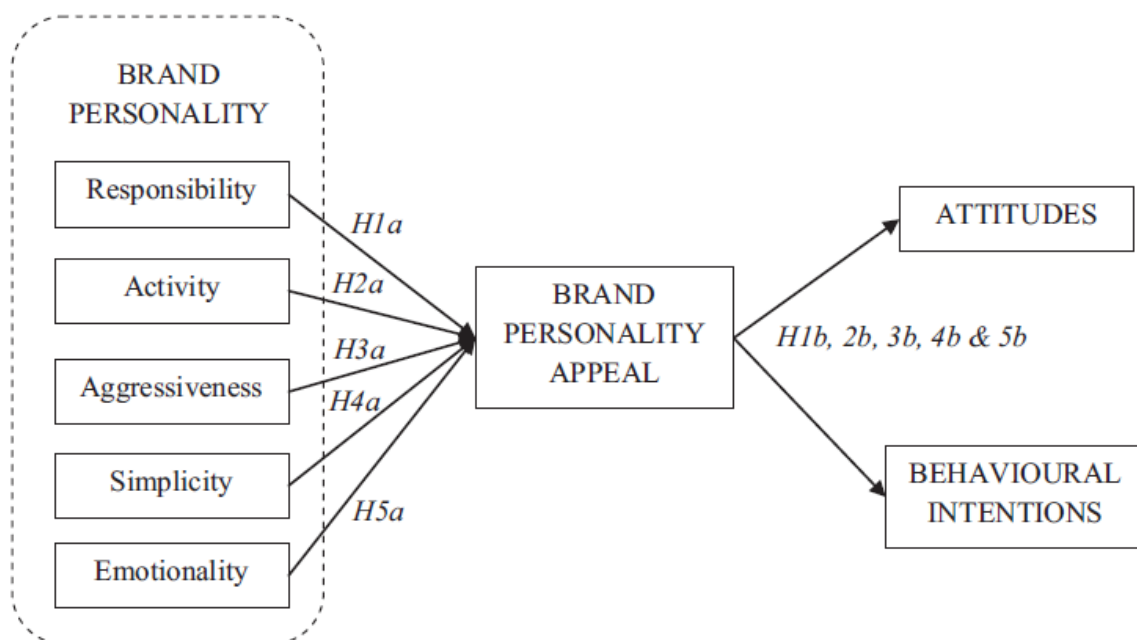 BRAND
PERSONALITY
Responsibility
Activity
Aggressiveness
Simplicity
Emotionality
H1a
H2a
H3a
H4a
H5a
BRAND
PERSONALITY
APPEAL
H1b, 2b, 3b, 4b & 5b
ATTITUDES
BEHAVIOURAL
INTENTIONS